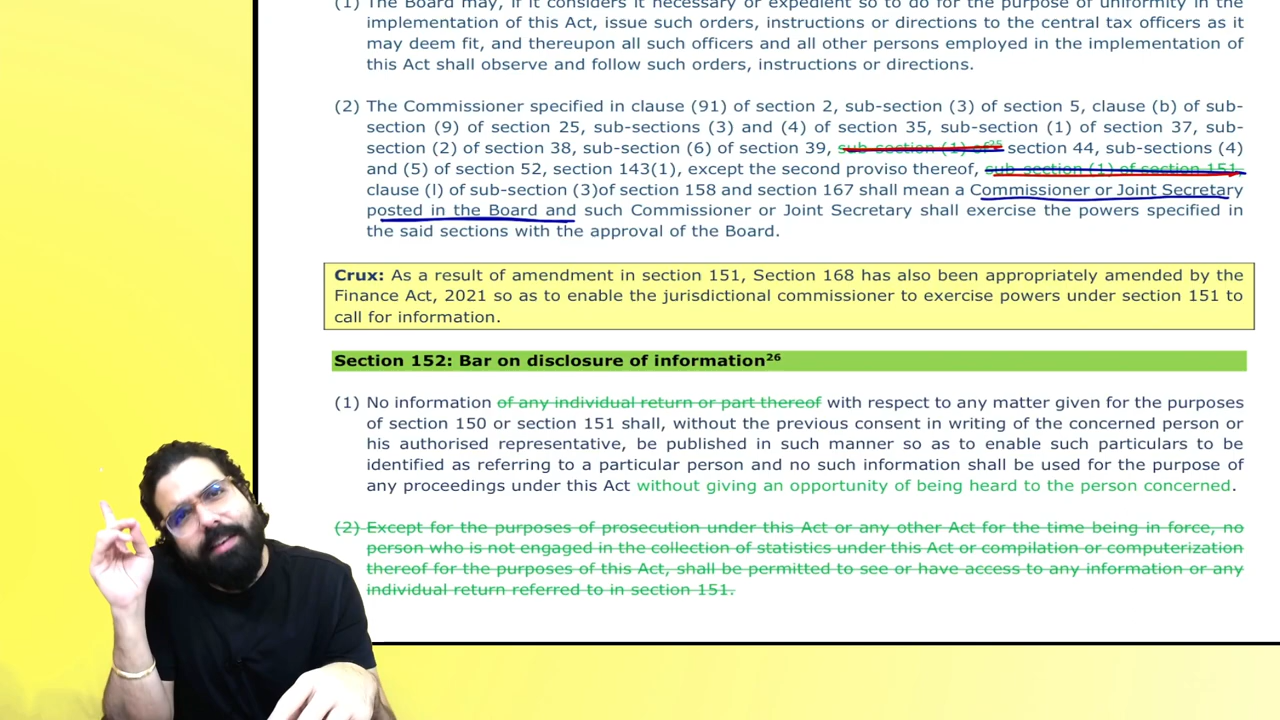 (1) The Board may, if it considers it necessary or expedient so to do for the purpose of uniformity in the
implementation of this Act, issue such orders, instructions or directions to the central tax officers as it
may deem fit, and thereupon all such officers and all other persons employed in the implementation of
this Act shall observe and follow such orders, instructions or directions.
(2) The Commissioner specified in clause (91) of section 2, sub-section (3) of section 5, clause (b) of sub-
section (9) of section 25, sub-sections (3) and (4) of section 35, sub-section (1) of section 37, sub-
section (2) of section 38, sub-section (6) of section 39, sub-section (1) of²⁵ section 44, sub-sections (4)
and (5) of section 52, section 143(1), except the second proviso thereof, sub-section (1) of section 151,
clause (l) of sub-section (3)of section 158 and section 167 shall mean a Commissioner or Joint Secretary
posted in the Board and such Commissioner or Joint Secretary shall exercise the powers specified in
the said sections with the approval of the Board.
Crux: As a result of amendment in section 151, Section 168 has also been appropriately amended by the
Finance Act, 2021 so as to enable the jurisdictional commissioner to exercise powers under section 151 to
call for information.
Section 152: Bar on disclosure of information²⁶
(1) No information of any individual return or part thereof with respect to any matter given for the purposes
of section 150 or section 151 shall, without the previous consent in writing of the concerned person or
his authorised representative, be published in such manner so as to enable such particulars to be
identified as referring to a particular person and no such information shall be used for the purpose of
any proceedings under this Act without giving an opportunity of being heard to the person concerned.
(2) Except for the purposes of prosecution under this Act or any other Act for the time being in force, no
person who is not engaged in the collection of statistics under this Act or compilation or computerization
thereof for the purposes of this Act, shall be permitted to see or have access to any information or any
individual return referred to in section 151.